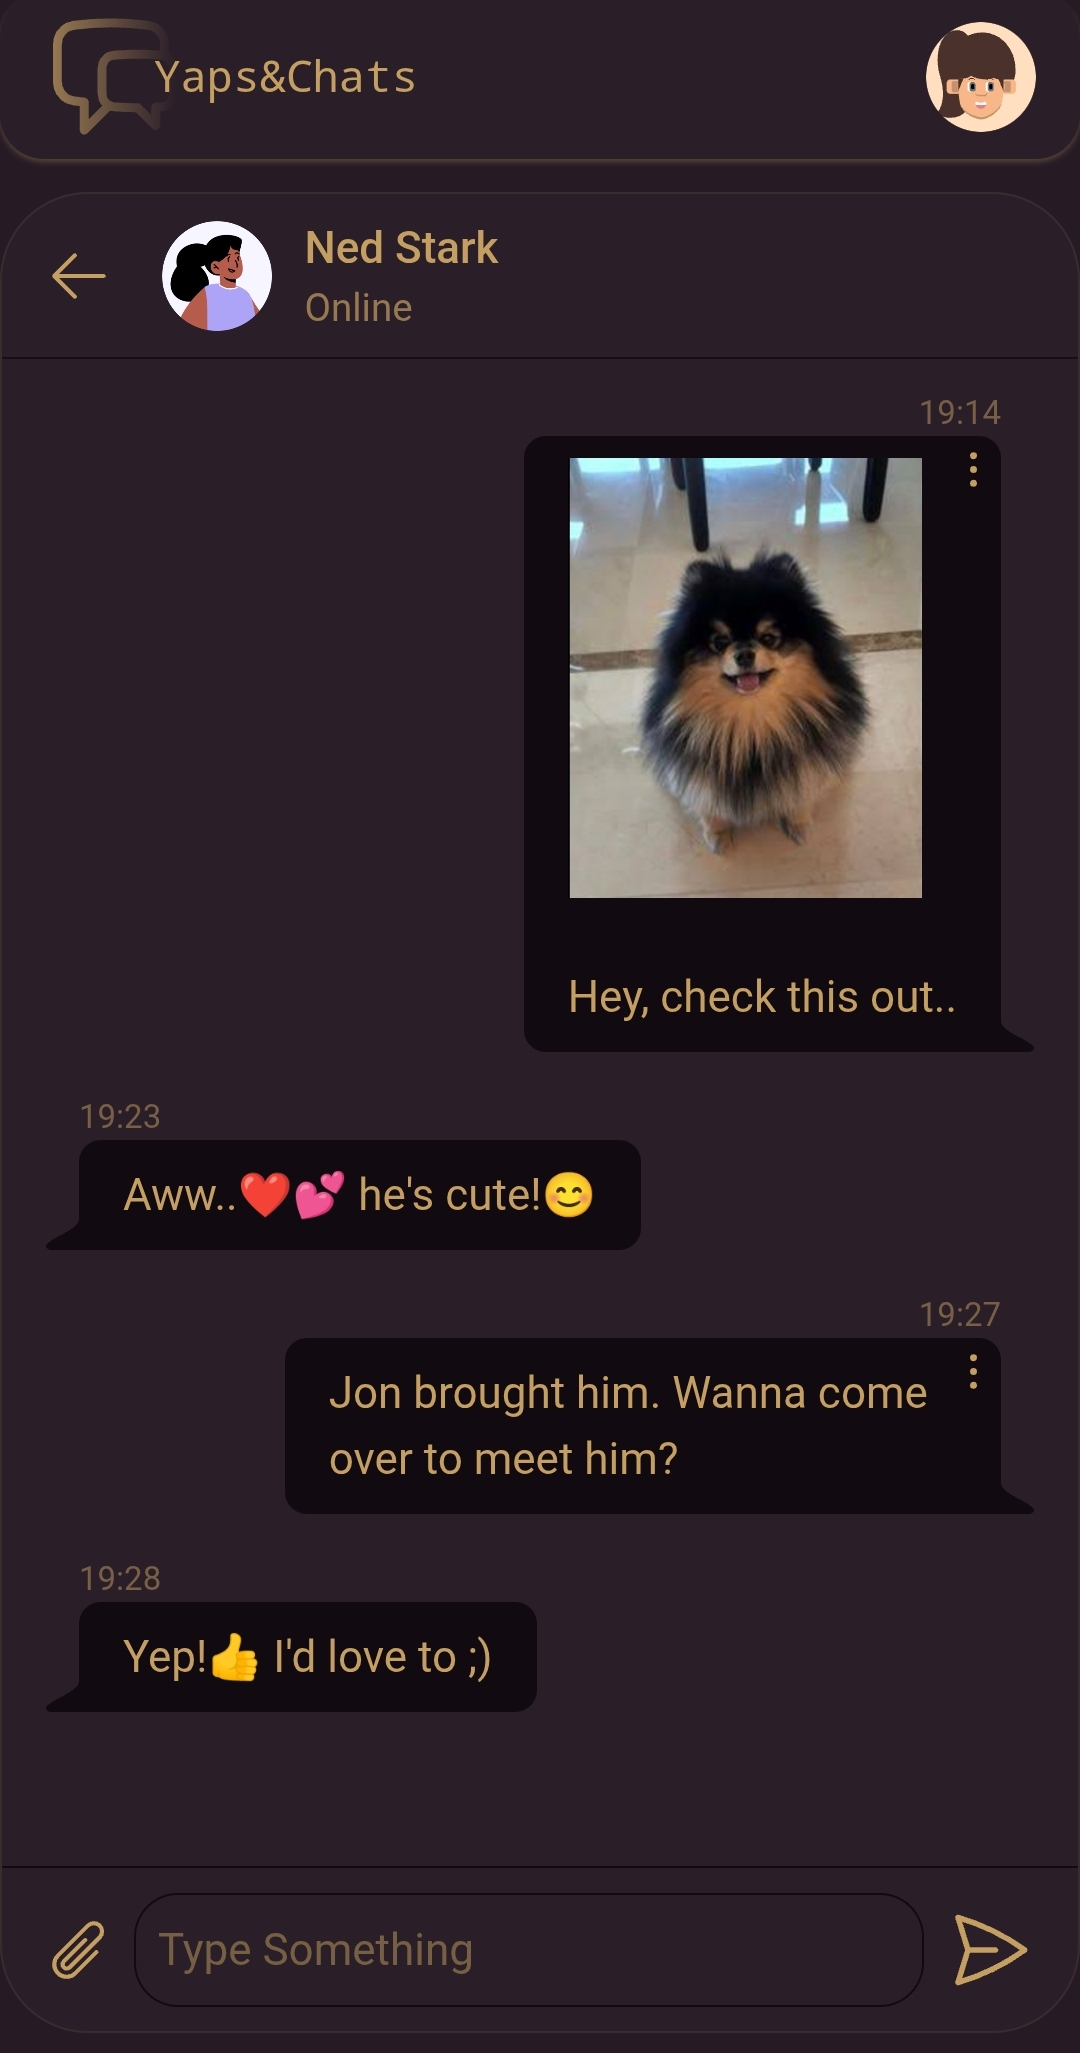 Yaps&Chats
Ned Stark
Online
19:14
Hey, check this out..
19:23
Aww..❤️💕 he's cute!😊
19:27
Jon brought him. Wanna come
over to meet him?
19:28
Yep!👍 I'd love to ;)
Type Something